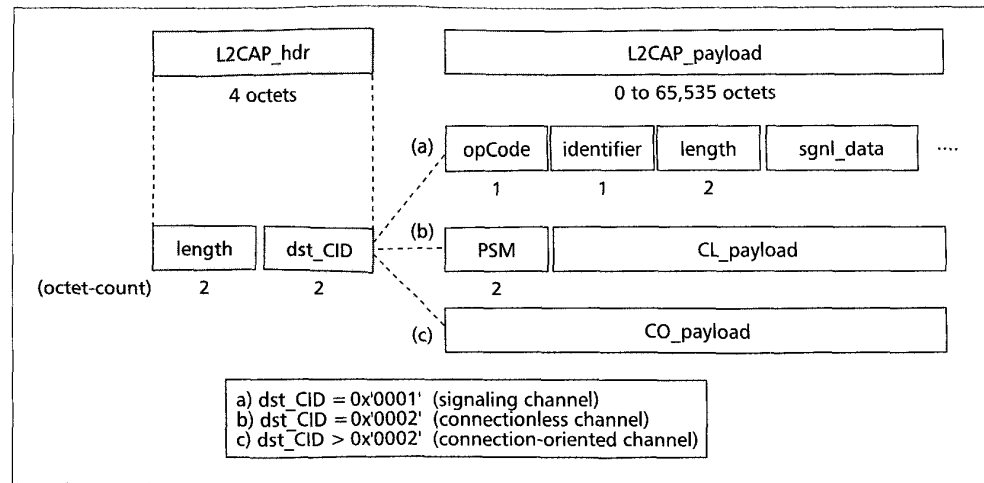 L2CAP_hdr L2CAP_payload
4 octets 0 to 65,535 octets
(a) opCode identifier length sgnl_data ....
1 1 2
length dst_CID (b) PSM CL_payload
(octet-count) 2 2 2
(c) CO_payload
a) dst_CID = 0x'0001' (signaling channel)
b) dst_CID = 0x'0002' (connectionless channel)
c) dst_CID > 0x'0002' (connection-oriented channel)